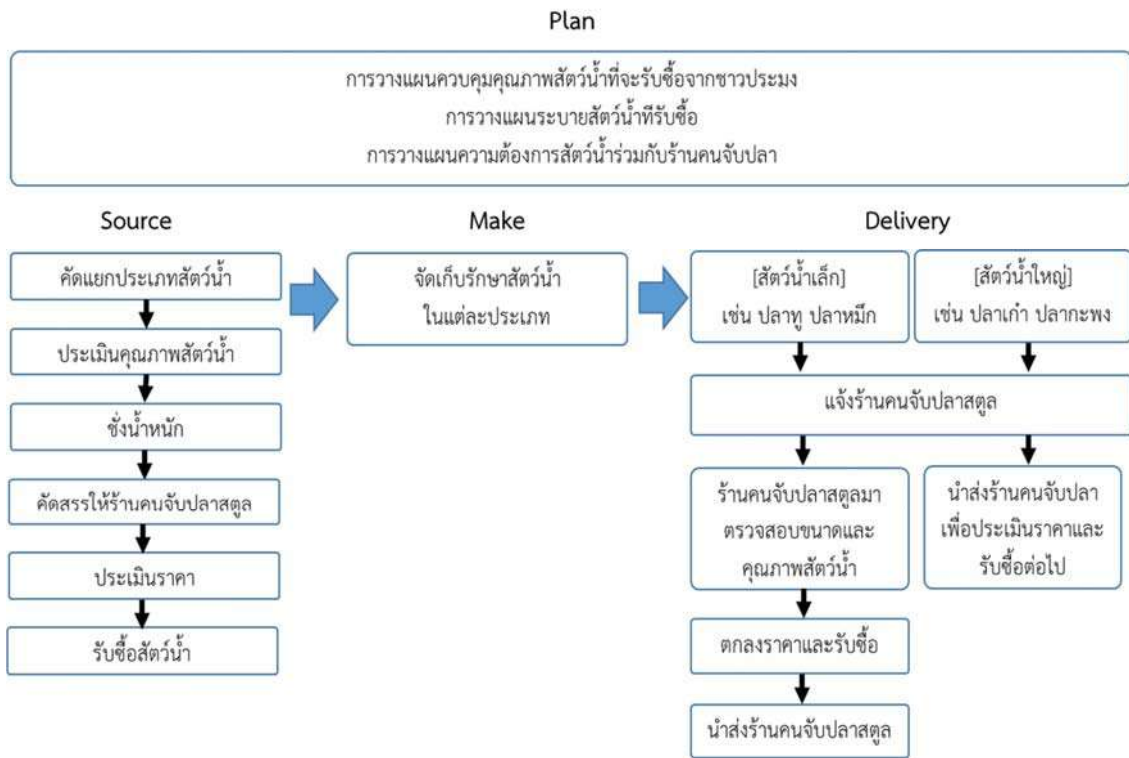 Plan
การวางแผนควบคุมคุณภาพสัตว์น้ำที่จะรับซื้อจากชาวประมง
การวางแผนระบายสัตว์น้ำทีรับซื้อ
การวางแผนความต้องการสัตว์น้ำร่วมกับร้านคนจับปลา
Source
คัดแยกประเภทสัตว์น้ำ
ประเมินคุณภาพสัตว์น้ำ
ชั่งน้ำหนัก
คัดสรรให้ร้านคนจับปลาสตูล
ประเมินราคา
รับซื้อสัตว์น้ำ
Make
จัดเก็บรักษาสัตว์น้ำ
ในแต่ละประเภท
Delivery
[สัตว์น้ำเล็ก]
เช่น ปลาทู ปลาหมึก
[สัตว์น้ำใหญ่]
เช่น ปลาเก๋า ปลากะพง
แจ้งร้านคนจับปลาสตูล
ร้านคนจับปลาสตูลมา
ตรวจสอบขนาดและ
คุณภาพสัตว์น้ำ
ตกลงราคาและรับซื้อ
นำส่งร้านคนจับปลาสตูล
นำส่งร้านคนจับปลา
เพื่อประเมินราคาและ
รับซื้อต่อไป